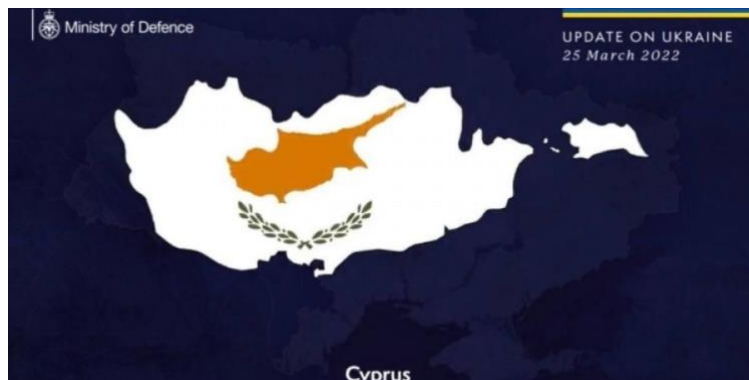 Ministry of Defence
UPDATE ON UKRAINE
25 March 2022
Cyprus